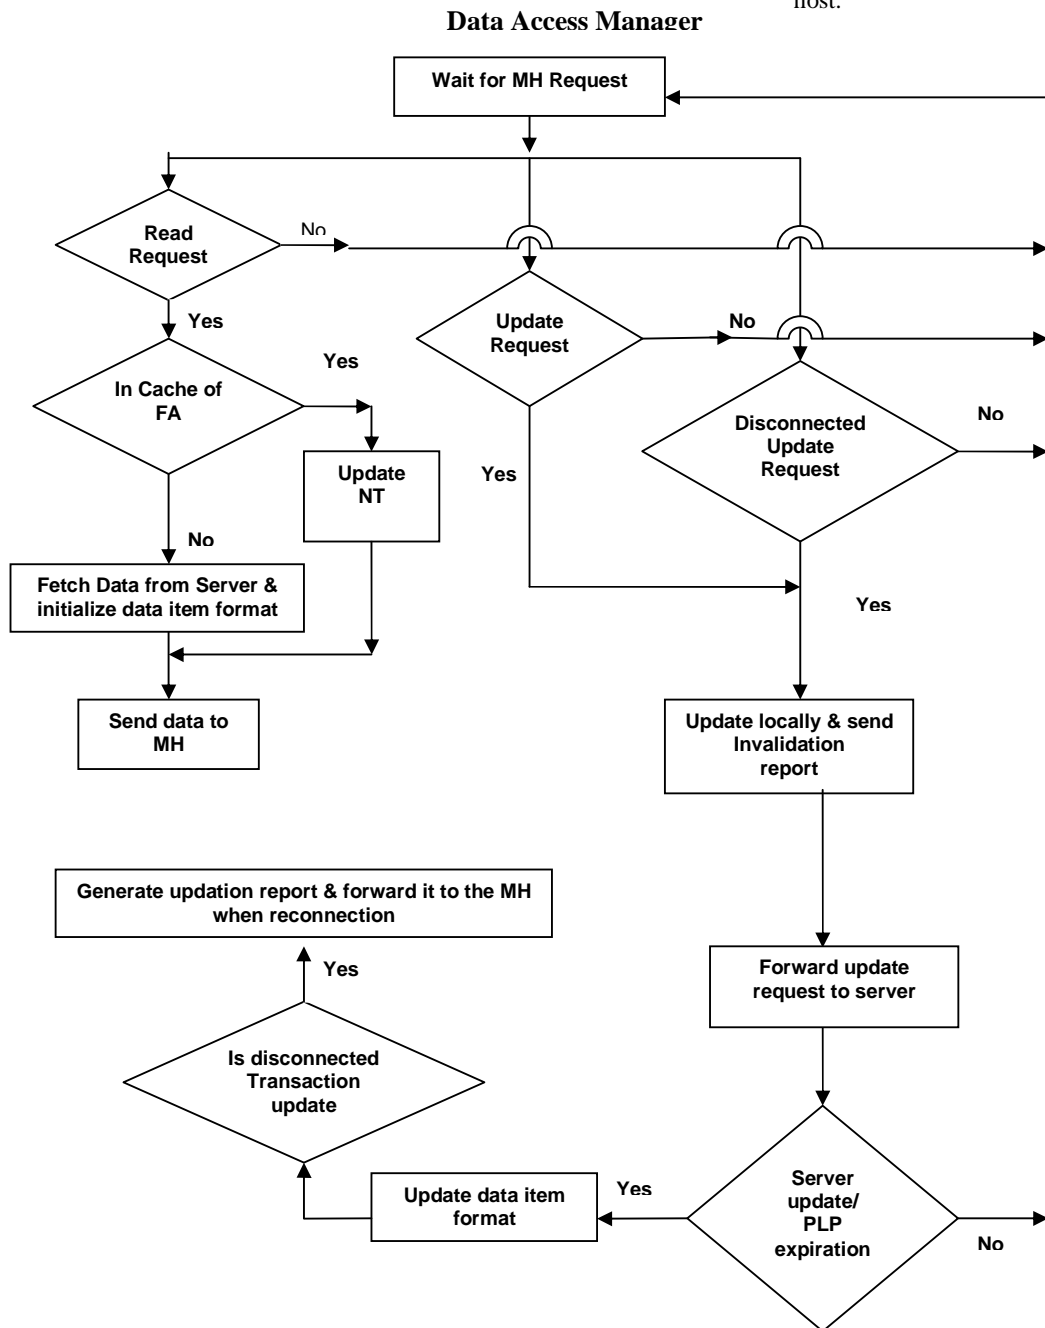 host.
Data Access Manager
Wait for MH Request
Read
Request
No
Yes
Update
Request
No
Yes
In Cache of
FA
Yes
No
Disconnected
Update
Request
No
Yes
Update
NT
Fetch Data from Server &
initialize data item format
Send data to
MH
Update locally & send
Invalidation
report
Generate updation report & forward it to the MH
when reconnection
Yes
Forward update
request to server
Is disconnected
Transaction
update
Server
update/
PLP
expiration
Yes
No
Update data item
format